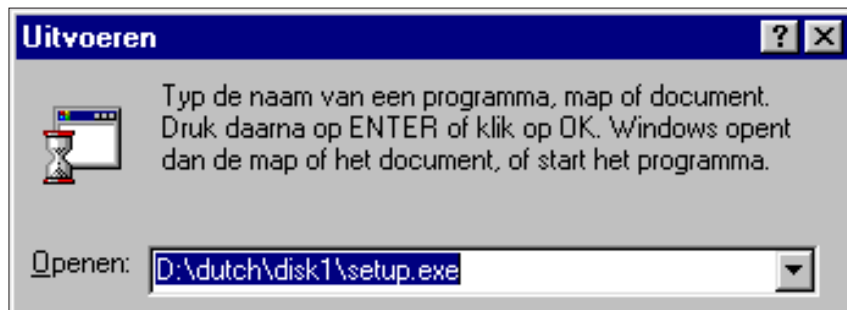 Uitvoeren
Typ de naam van een programma, map of document.
Druk daarna op ENTER of klik op OK. Windows opent
dan de map of het document, of start het programma.
Openen: D:\dutch\disk1\setup.exe